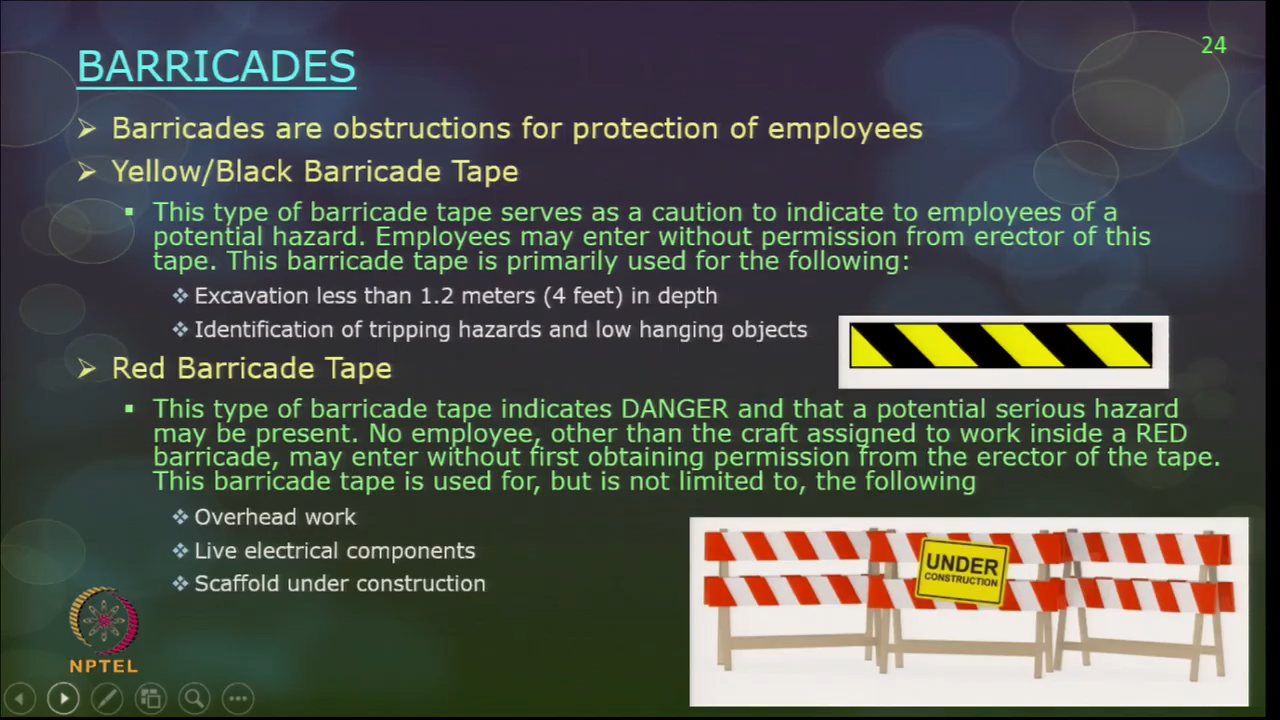 BARRICADES
24
Barricades are obstructions for protection of employees
Yellow/Black Barricade Tape
This type of barricade tape serves as a caution to indicate to employees of a
potential hazard. Employees may enter without permission from erector of this
tape. This barricade tape is primarily used for the following:
Excavation less than 1.2 meters (4 feet) in depth
Identification of tripping hazards and low hanging objects
Red Barricade Tape
This type of barricade tape indicates DANGER and that a potential serious hazard
may be present. No employee, other than the craft assigned to work inside a RED
barricade, may enter without first obtaining permission from the erector of the tape.
This barricade tape is used for, but is not limited to, the following
Overhead work
Live electrical components
Scaffold under construction
UNDER
CONSTRUCTION
NPTEL